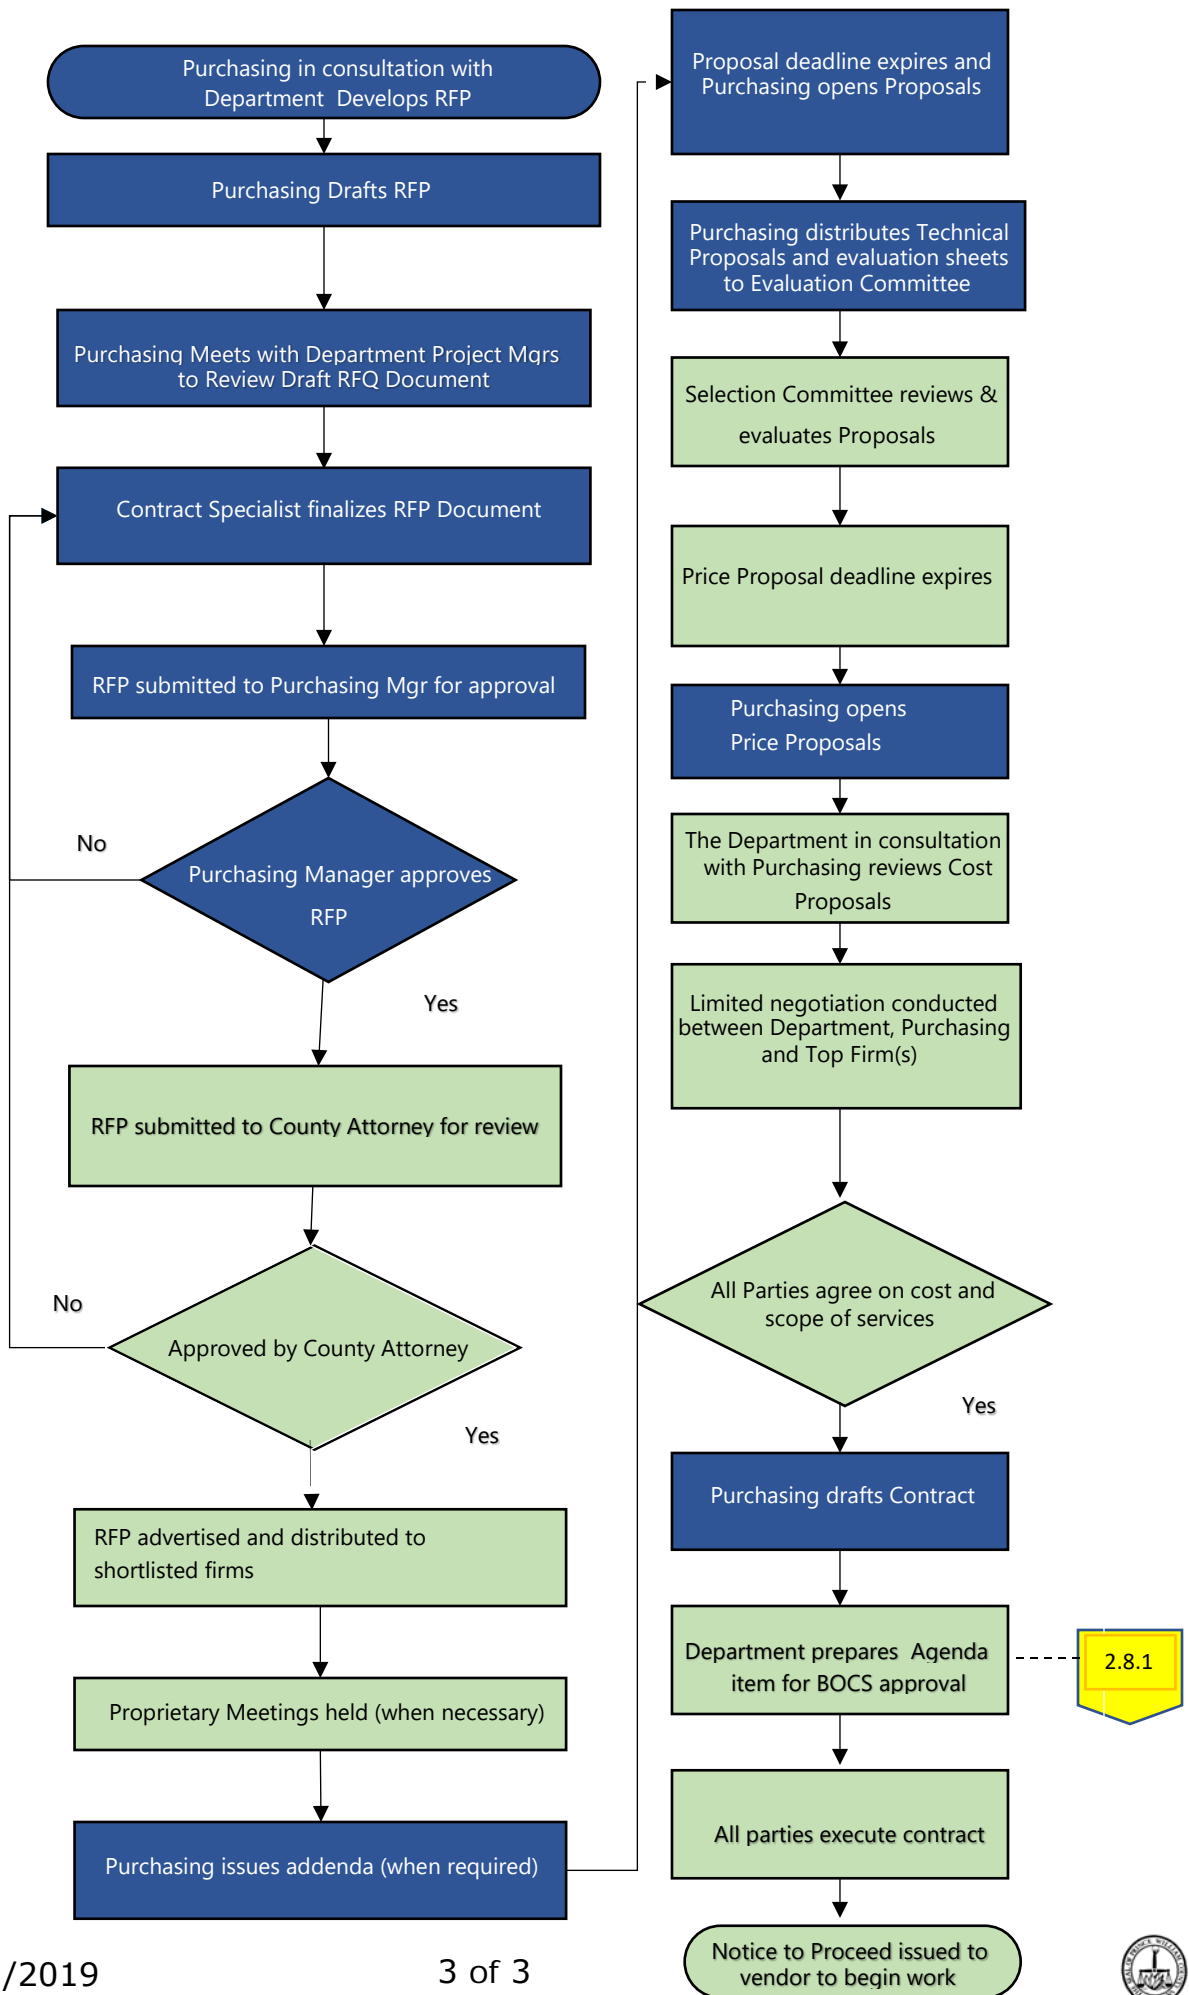 Purchasing in consultation with
Department Develops RFP
Purchasing Drafts RFP
Purchasing Meets with Department Project Mgrs
to Review Draft RFQ Document
Contract Specialist finalizes RFP Document
RFP submitted to Purchasing Mgr for approval
No
Purchasing Manager approves
RFP
Yes
RFP submitted to County Attorney for review
No
Approved by County Attorney
Yes
RFP advertised and distributed to
shortlisted firms
Proprietary Meetings held (when necessary)
Purchasing issues addenda (when required)
Proposal deadline expires and
Purchasing opens Proposals
Purchasing distributes Technical
Proposals and evaluation sheets
to Evaluation Committee
Selection Committee reviews &
evaluates Proposals
Price Proposal deadline expires
Purchasing opens
Price Proposals
The Department in consultation
with Purchasing reviews Cost
Proposals
Limited negotiation conducted
between Department, Purchasing
and Top Firm(s)
All Parties agree on cost and
scope of services
Yes
Purchasing drafts Contract
Department prepares Agenda
item for BOCS approval
2.8.1
All parties execute contract
Notice to Proceed issued to
vendor to begin work
/2019
3 of 3